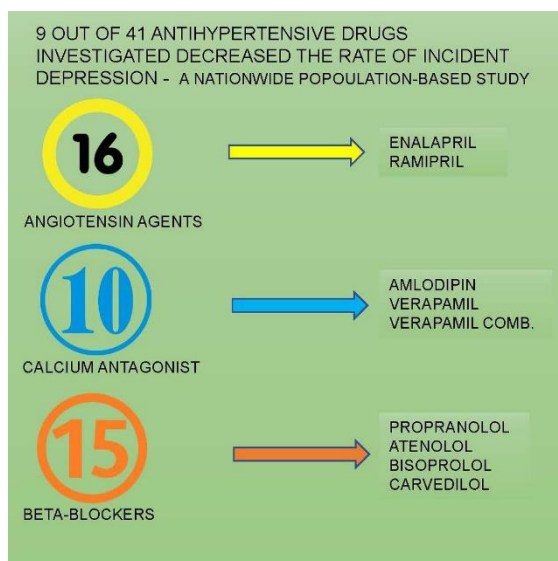 9 OUT OF 41 ANTIHYPERTENSIVE DRUGS
INVESTIGATED DECREASED THE RATE OF INCIDENT
DEPRESSION - A NATIONWIDE POPOULATION-BASED STUDY
16
ENALAPRIL
RAMIPRIL
ANGIOTENSIN AGENTS
10
AMLODIPIN
VERAPAMIL
VERAPAMIL COMB.
CALCIUM ANTAGONIST
15
PROPRANOLOL
ATENOLOL
BISOPROLOL
CARVEDILOL
BETA-BLOCKERS